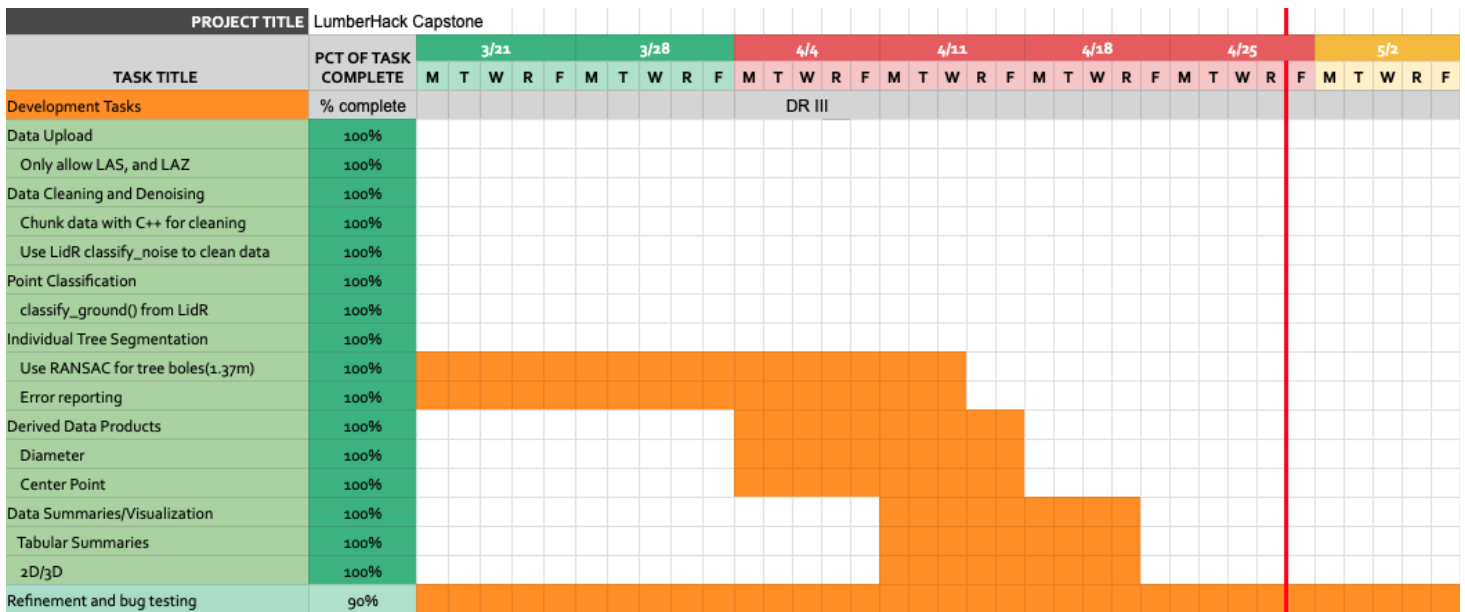 PROJECT TITLE LumberHack Capstone
TASK TITLE PCT OF TASK COMPLETE 3/21 3/28 4/4 4/11 4/18 4/25 5/2
M T W R F M T W R F M T W R F M T W R F M T W R F M T W R F M T W R F
Development Tasks % complete DR III
Data Upload 100%
Only allow LAS, and LAZ 100%
Data Cleaning and Denoising 100%
Chunk data with C++ for cleaning 100%
Use LidR classify_noise to clean data 100%
Point Classification 100%
classify_ground() from LidR 100%
Individual Tree Segmentation 100%
Use RANSAC for tree boles(1.37m) 100%
Error reporting 100%
Derived Data Products 100%
Diameter 100%
Center Point 100%
Data Summaries/Visualization 100%
Tabular Summaries 100%
2D/3D 100%
Refinement and bug testing 90%